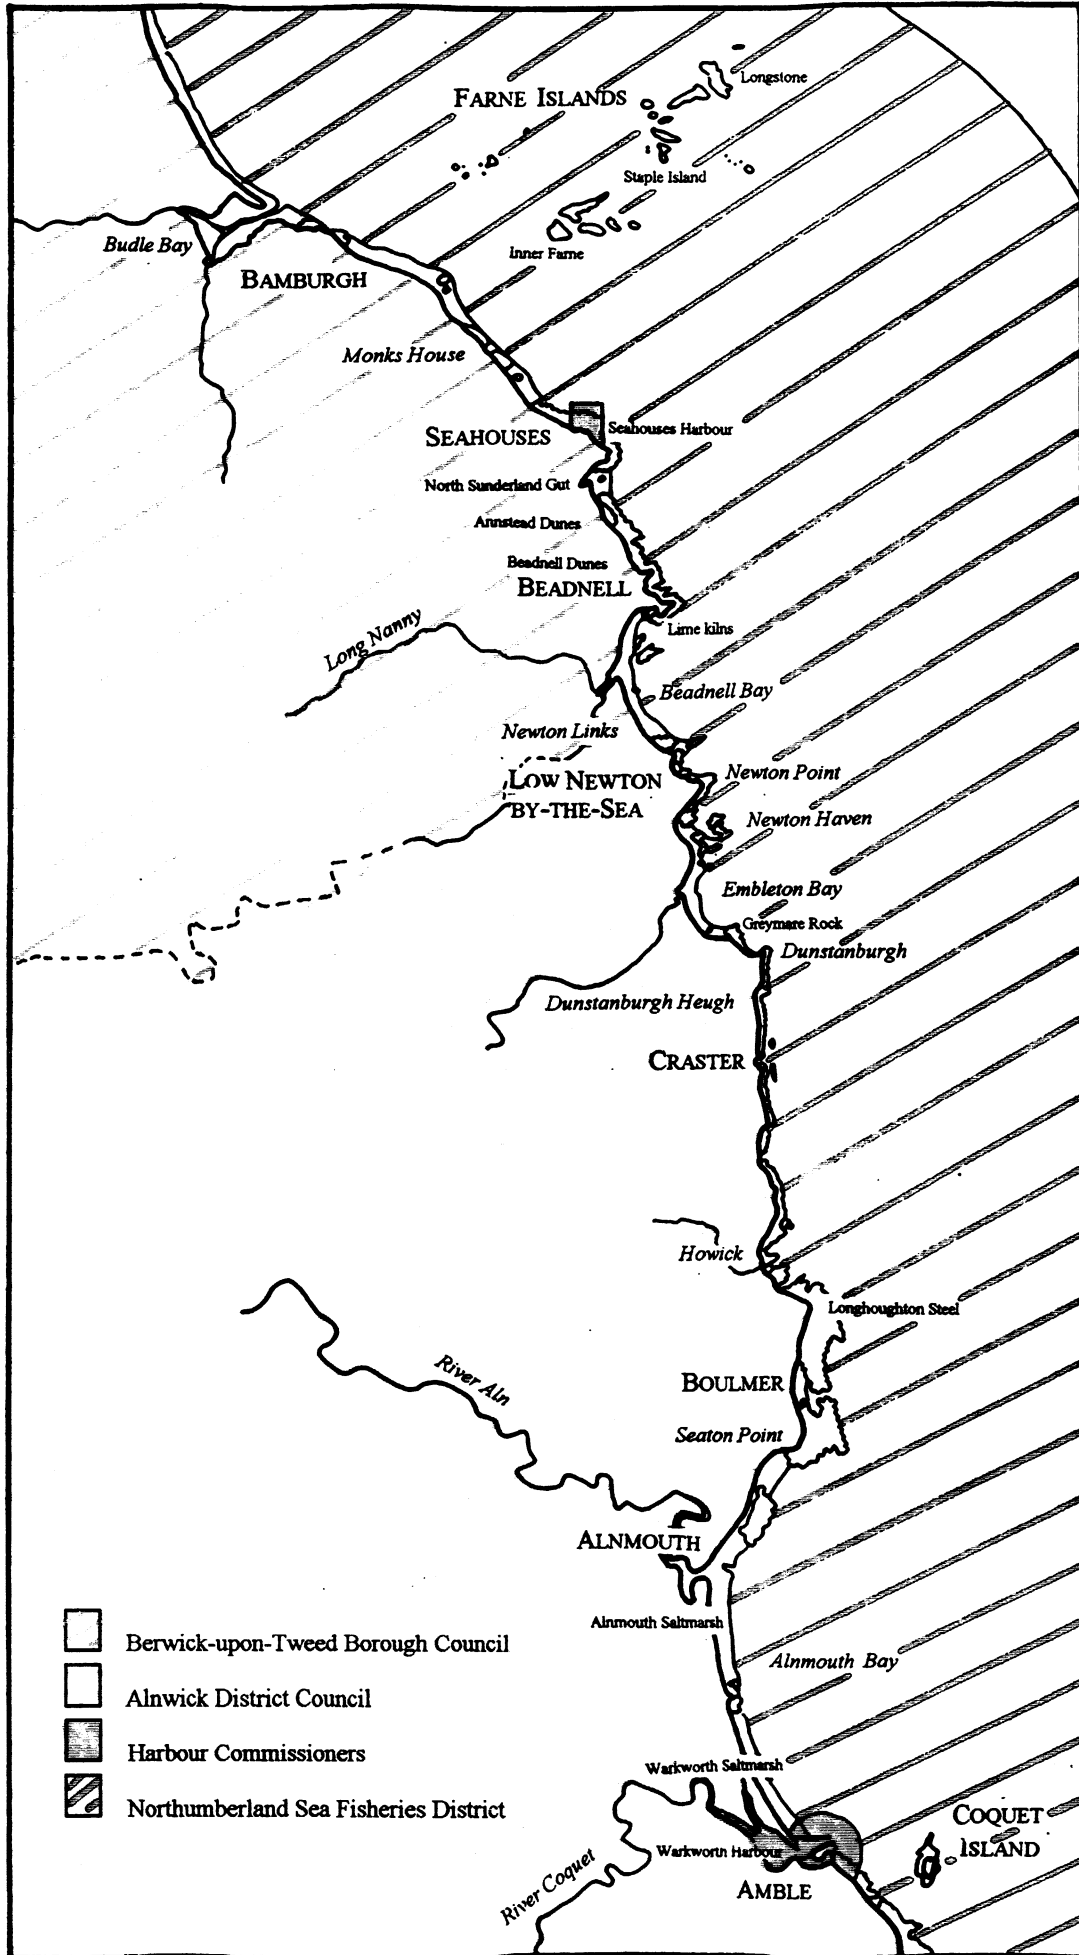 Longstone
FARNE ISLANDS
Staple Island
Inner Farne
Budle Bay
BAMBURGH
Monks House
SEAHOUSES
Seahouses Harbour
North Sunderland Gut
Annstead Dunes
Beadnell Dunes
BEADNELL
Lime kilns
Long Nanny
Beadnell Bay
Newton Links
LOW NEWTON
BY-THE-SEA
Newton Point
Newton Haven
Embleton Bay
Greymare Rock
Dunstanburgh
Dunstanburgh Heugh
CRASTER
Howick
Longhoughton Steel
River Aln
BOULMER
Seaton Point
ALNMOUTH
Alnmouth Saltmarsh
Alnmouth Bay
Berwick-upon-Tweed Borough Council
Alnwick District Council
Harbour Commissioners
Northumberland Sea Fisheries District
Warkworth Saltmarsh
COQUET
ISLAND
Warkworth Harbour
River Coquet
AMBLE